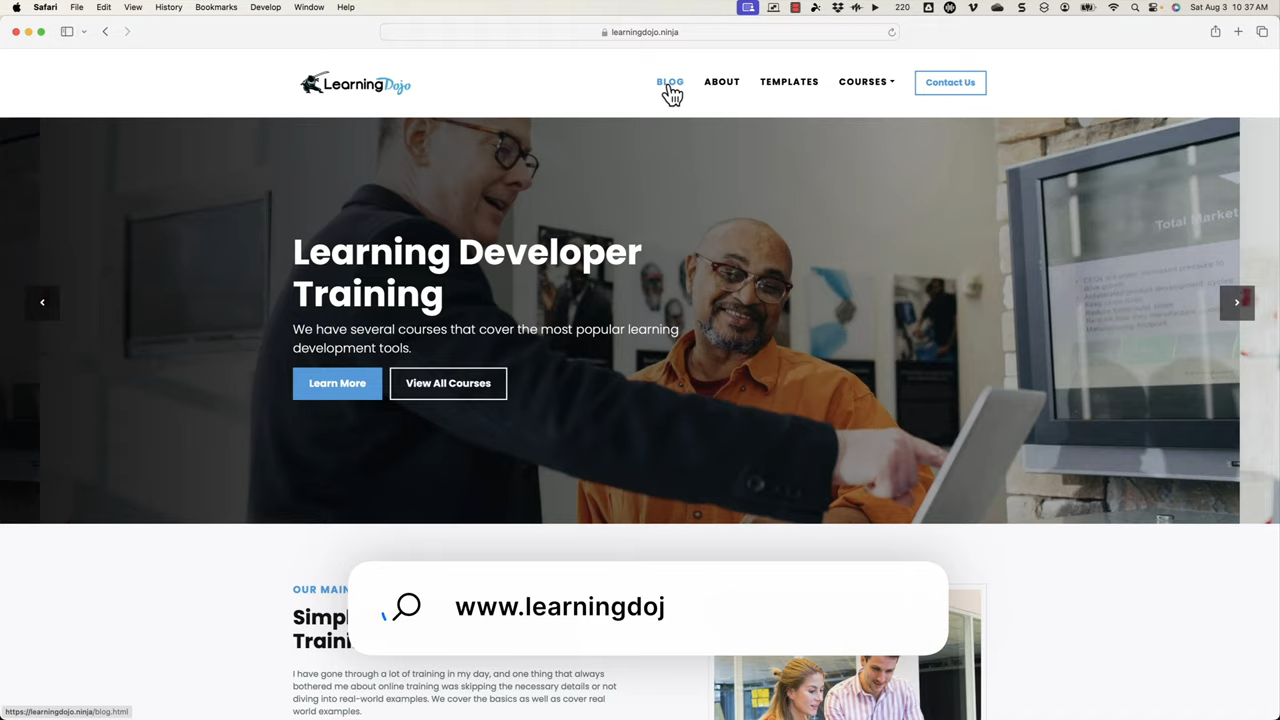 Safari File Edit View History Bookmarks Develop Window Help
220
Sat Aug 3 10:37 AM
learningdojo.ninja
LearningDojo
BLOG ABOUT TEMPLATES COURSES Contact Us
Total Market
Learning Developer
Training
We have several courses that cover the most popular learning
development tools.
Learn More View All Courses
OUR MAIN
Simpl
Traini
www.learningdoj
I have gone through a lot of training in my day, and one thing that always
bothered me about online training was skipping the necessary details or not
diving into real-world examples. We cover the basics as well as cover real
world examples.
https://learningdojo.ninja/blog.html